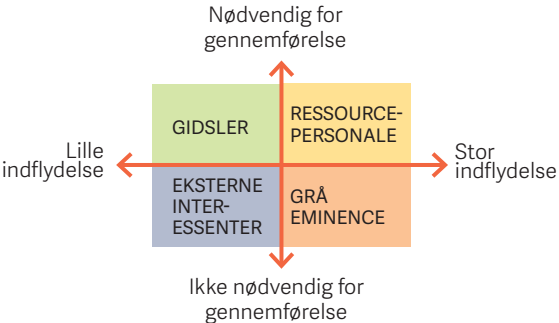 Nødvendig for
gennemførelse
GIDSLER
RESSOURCE-
PERSONALE
Lille
indflydelse
Stor
indflydelse
EKSTERNE
INTER-
ESSENTER
GRÅ
EMINENCE
Ikke nødvendig for
gennemførelse